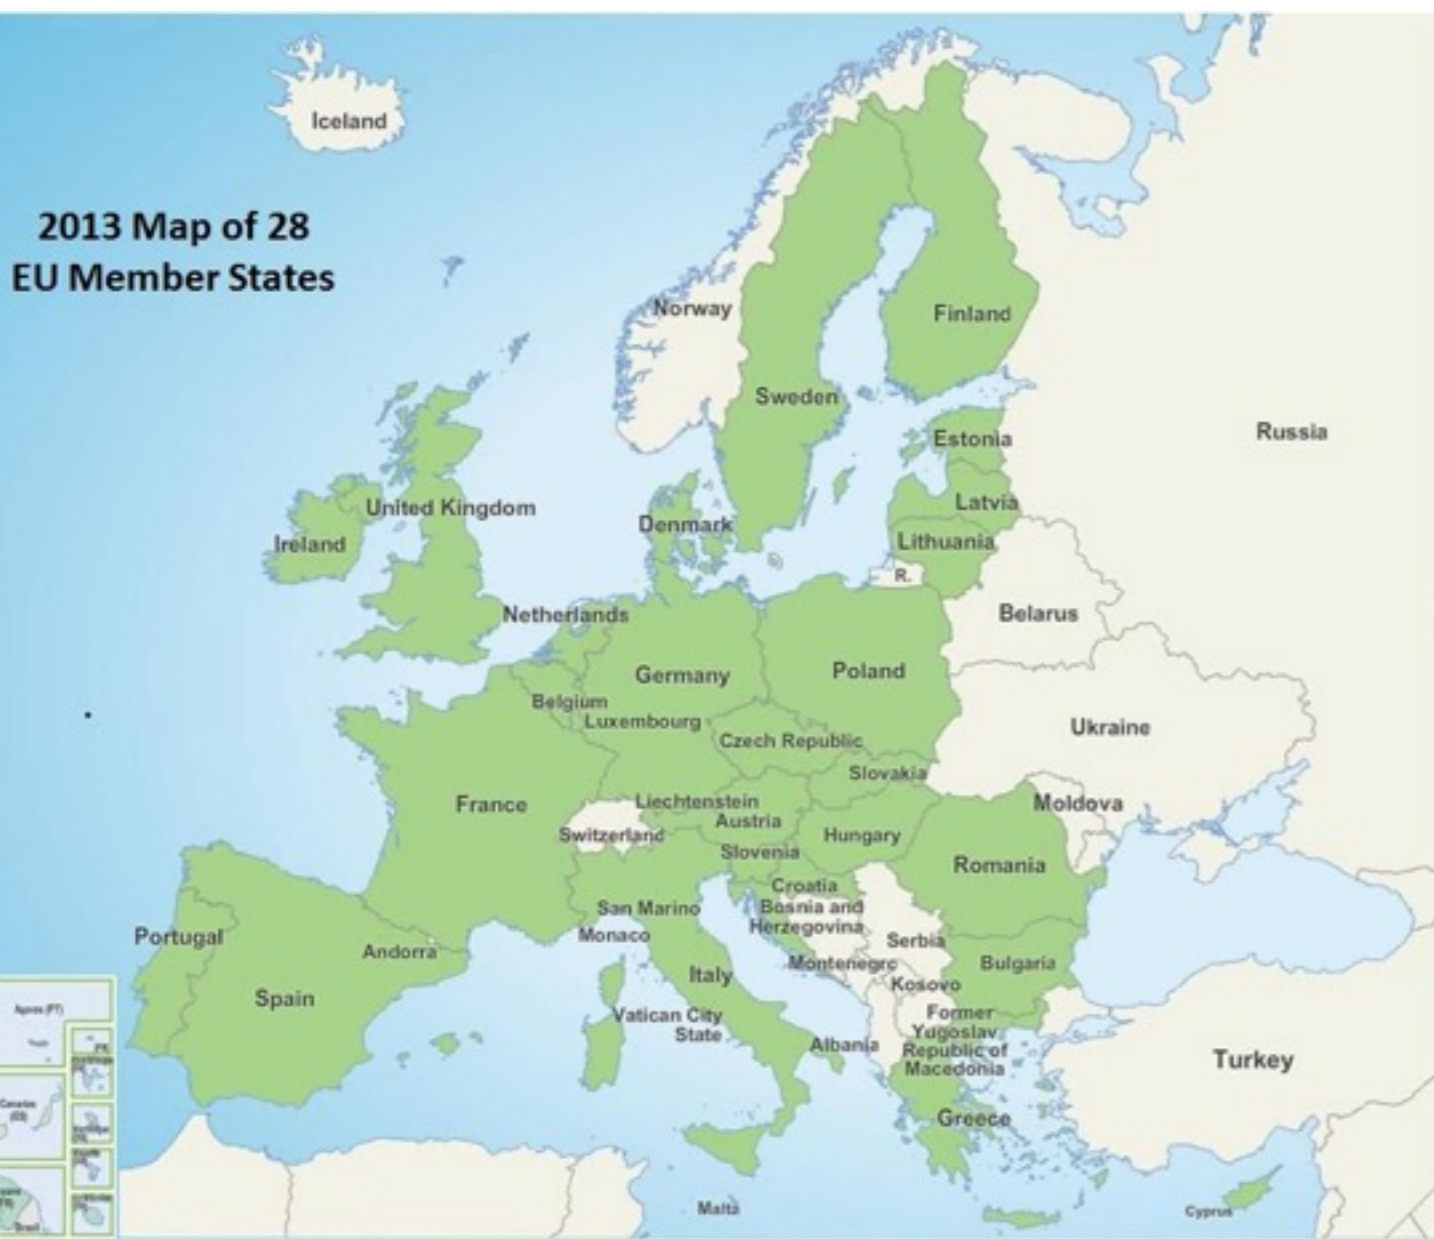 Iceland
2013 Map of 28
EU Member States
Norway
Finland
Sweden
Russia
Estonia
Latvia
United Kingdom
Denmark
Ireland
Lithuania
R.
Netherlands
Belarus
Germany
Poland
Belgium
Luxembourg
Ukraine
Czech Republic
Slovakia
Liechtenstein
Moldova
France
Austria
Switzerland
Hungary
Slovenia
Romania
Croatia
San Marino
Bosnia and
Herzegovina
Portugal
Monaco
Serbia
Andorra
Montenegro
Bulgaria
Italy
Kosovo
Spain
Vatican City
State
Former
Yugoslav
Republic of
Macedonia
Albania
Turkey
Greece
Malta
Cyprus